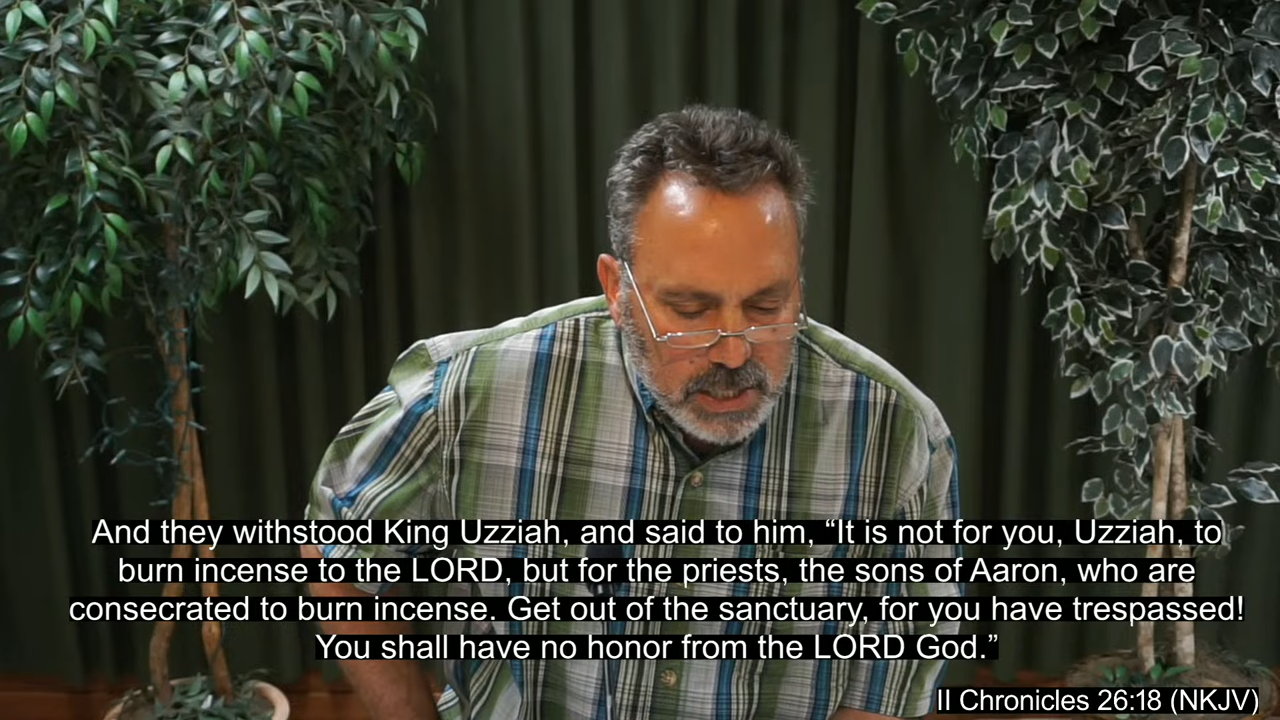 And they withstood King Uzziah, and said to him, “It is not for you, Uzziah, to
burn incense to the LORD, but for the priests, the sons of Aaron, who are
consecrated to burn incense. Get out of the sanctuary, for you have trespassed!
You shall have no honor from the LORD God.”
II Chronicles 26:18 (NKJV)